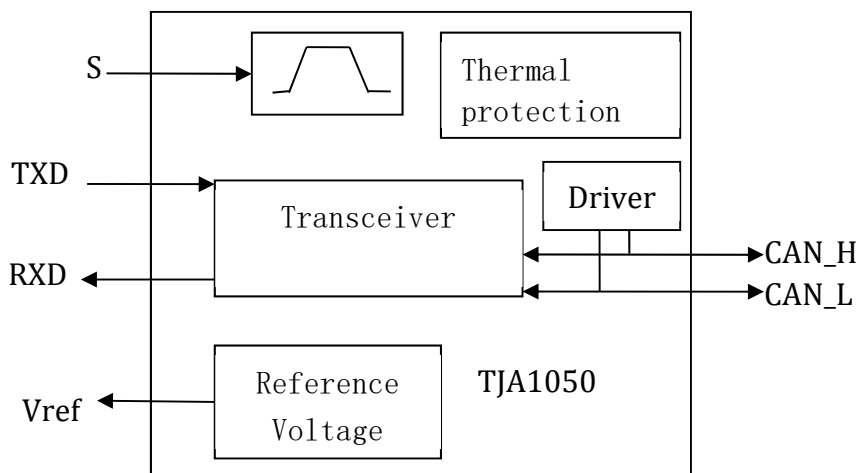 S
Thermal
protection
TXD
Transceiver
Driver
CAN_H
RXD
CAN_L
Reference
Voltage
TJA1050
Vref